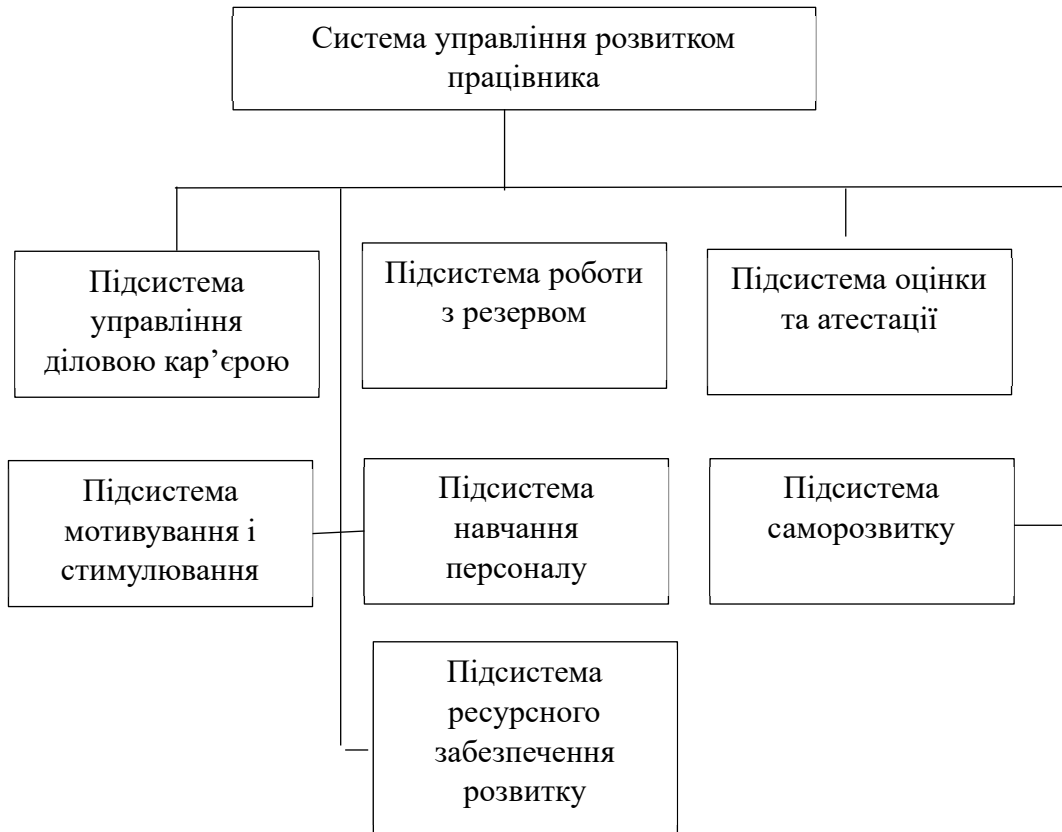 Система управління розвитком
працівника
Підсистема
управління
діловою кар’єрою
Підсистема роботи
з резервом
Підсистема оцінки
та атестації
Підсистема
мотивування і
стимулювання
Підсистема
навчання
персоналу
Підсистема
саморозвитку
Підсистема
ресурсного
забезпечення
розвитку